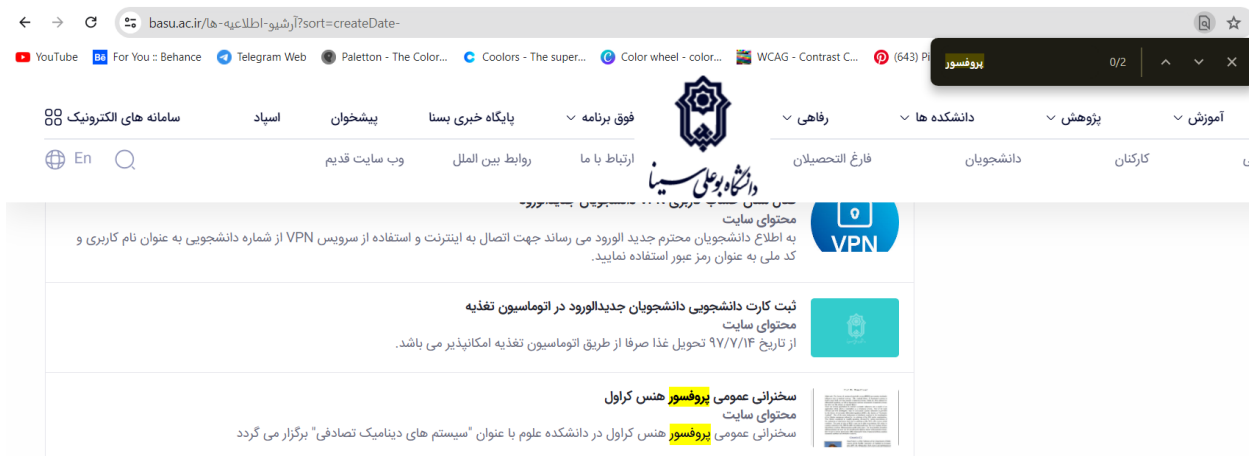 basu.ac.ir/آرشیو-اطلاعیه-ها?sort=createDate-
YouTube For You :: Behance Telegram Web Paletton - The Color... Coolors - The super... Color wheel - color... WCAG - Contrast C... (643) Pi
پروفسور 0/2
آموزش پژوهش دانشکده ها رفاهی فوق برنامه پایگاه خبری بسنا پیشخوان اسپاد سامانه های الکترونیک
کارکنان دانشجویان فارغ التحصیلان ارتباط با ما روابط بین الملل وب سایت قدیم En
دانشگاه بوعلی سینا
VPN
محتوای سایت
به اطلاع دانشجویان محترم جدید الورود می رساند جهت اتصال به اینترنت و استفاده از سرویس VPN از شماره دانشجویی به عنوان نام کاربری و
کد ملی به عنوان رمز عبور استفاده نمایید.
ثبت کارت دانشجویی دانشجویان جدیدالورود در اتوماسیون تغذیه
محتوای سایت
از تاریخ ۹۷/۷/۱۴ تحویل غذا صرفا از طریق اتوماسیون تغذیه امکانپذیر می باشد.
سخنرانی عمومی پروفسور هنس کراول
محتوای سایت
سخنرانی عمومی پروفسور هنس کراول در دانشکده علوم با عنوان "سیستم های دینامیک تصادفی" برگزار می گردد